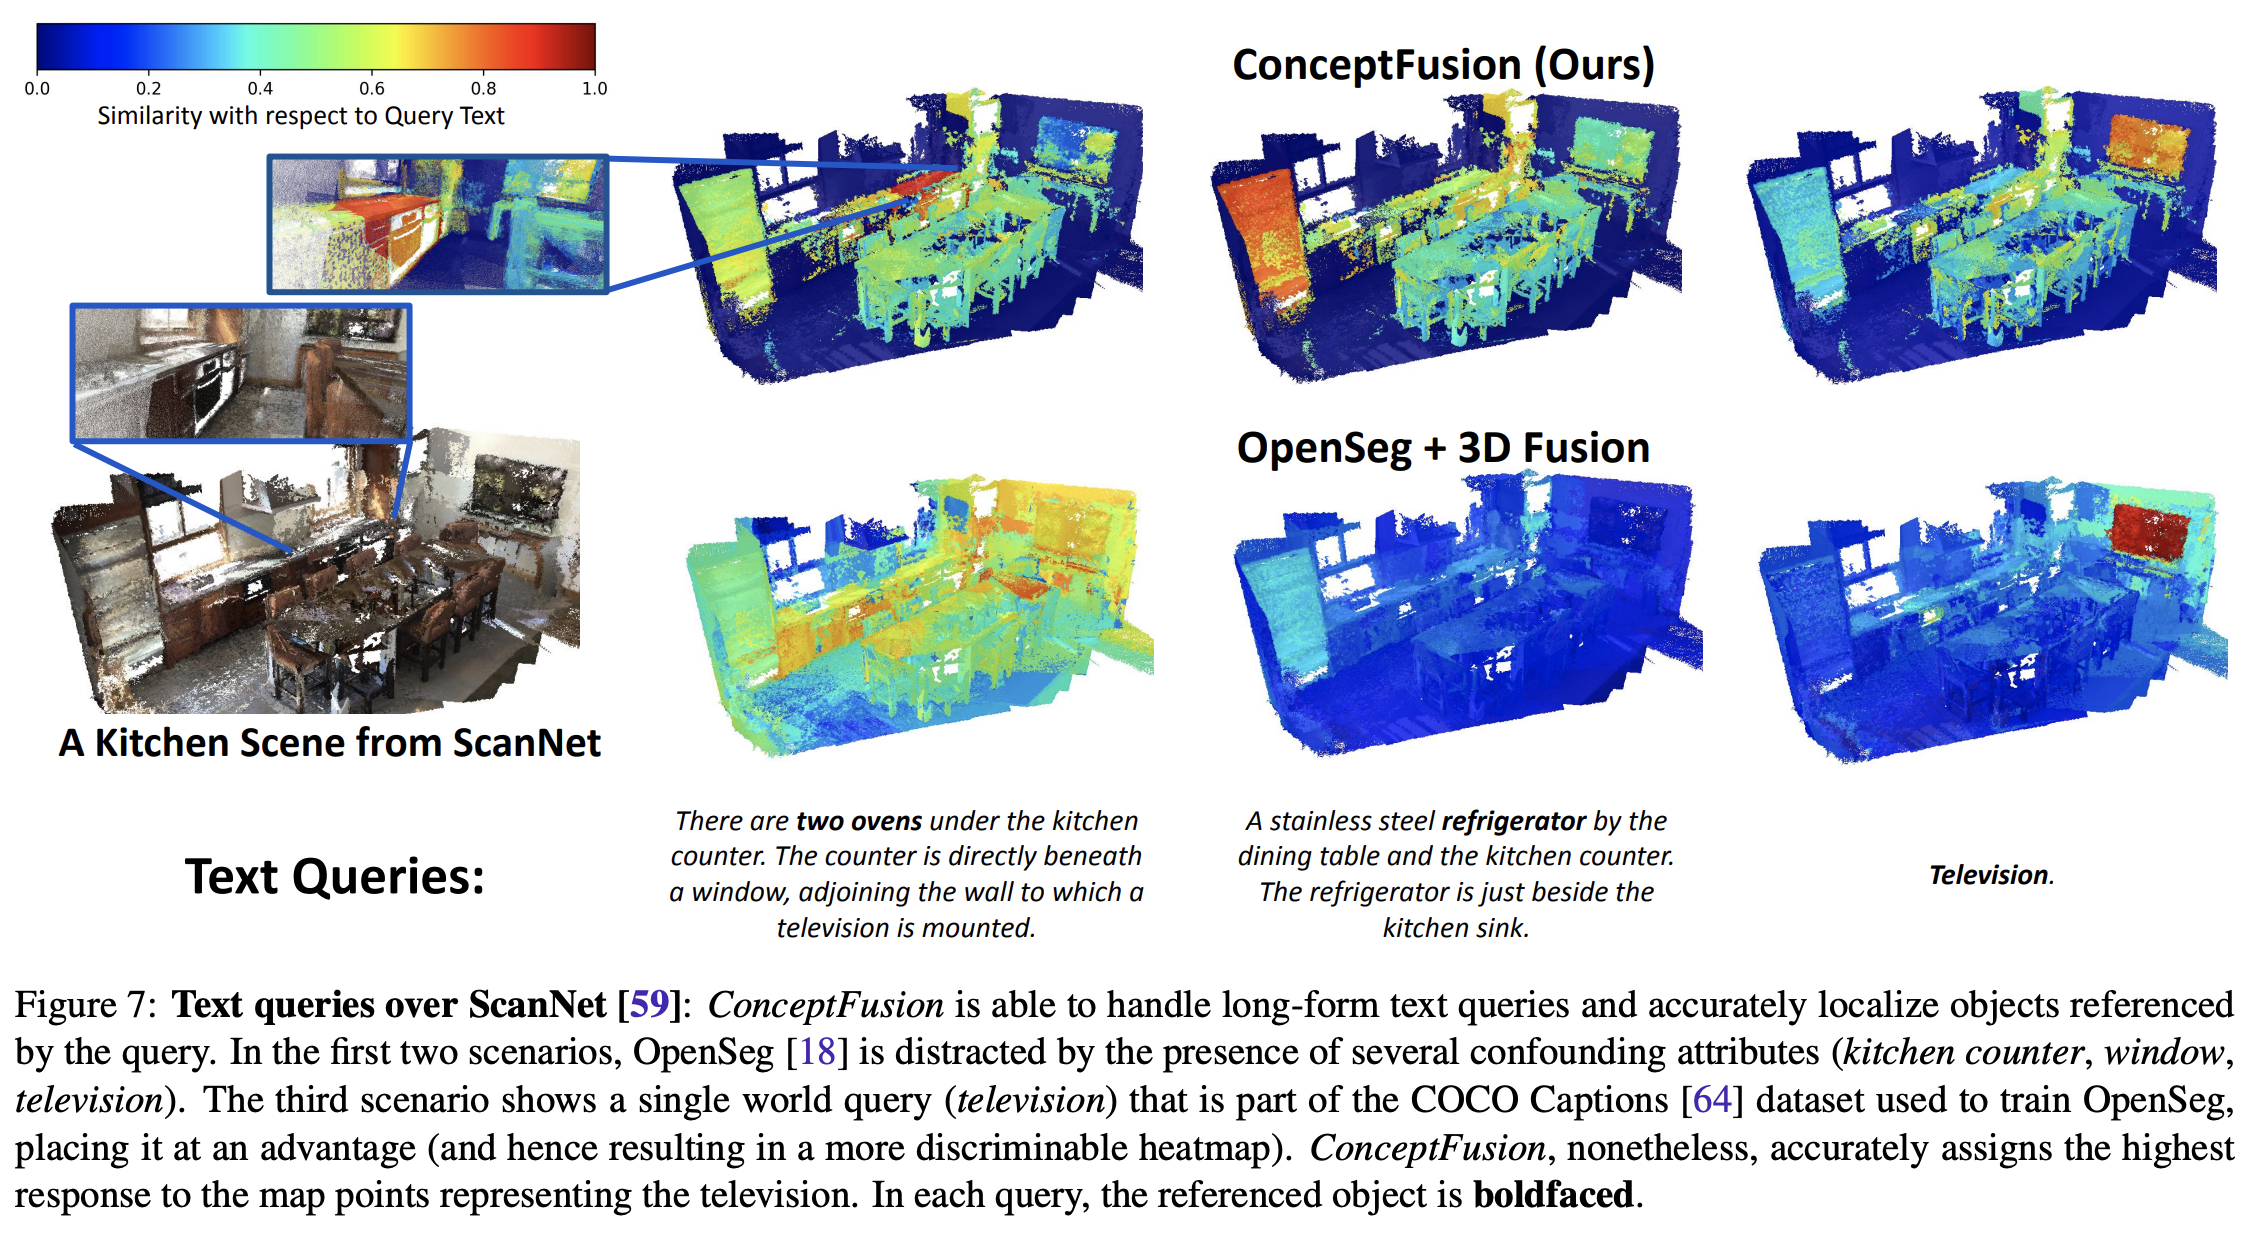 0.0 0.2 0.4 0.6 0.8 1.0
Similarity with respect to Query Text
ConceptFusion (Ours)
OpenSeg + 3D Fusion
A Kitchen Scene from ScanNet
Text Queries:
There are two ovens under the kitchen
counter. The counter is directly beneath
a window, adjoining the wall to which a
television is mounted.
A stainless steel refrigerator by the
dining table and the kitchen counter.
The refrigerator is just beside the
kitchen sink.
Television.
Figure 7: Text queries over ScanNet [59]: ConceptFusion is able to handle long-form text queries and accurately localize objects referenced
by the query. In the first two scenarios, OpenSeg [18] is distracted by the presence of several confounding attributes (kitchen counter, window,
television). The third scenario shows a single world query (television) that is part of the COCO Captions [64] dataset used to train OpenSeg,
placing it at an advantage (and hence resulting in a more discriminable heatmap). ConceptFusion, nonetheless, accurately assigns the highest
response to the map points representing the television. In each query, the referenced object is boldfaced.